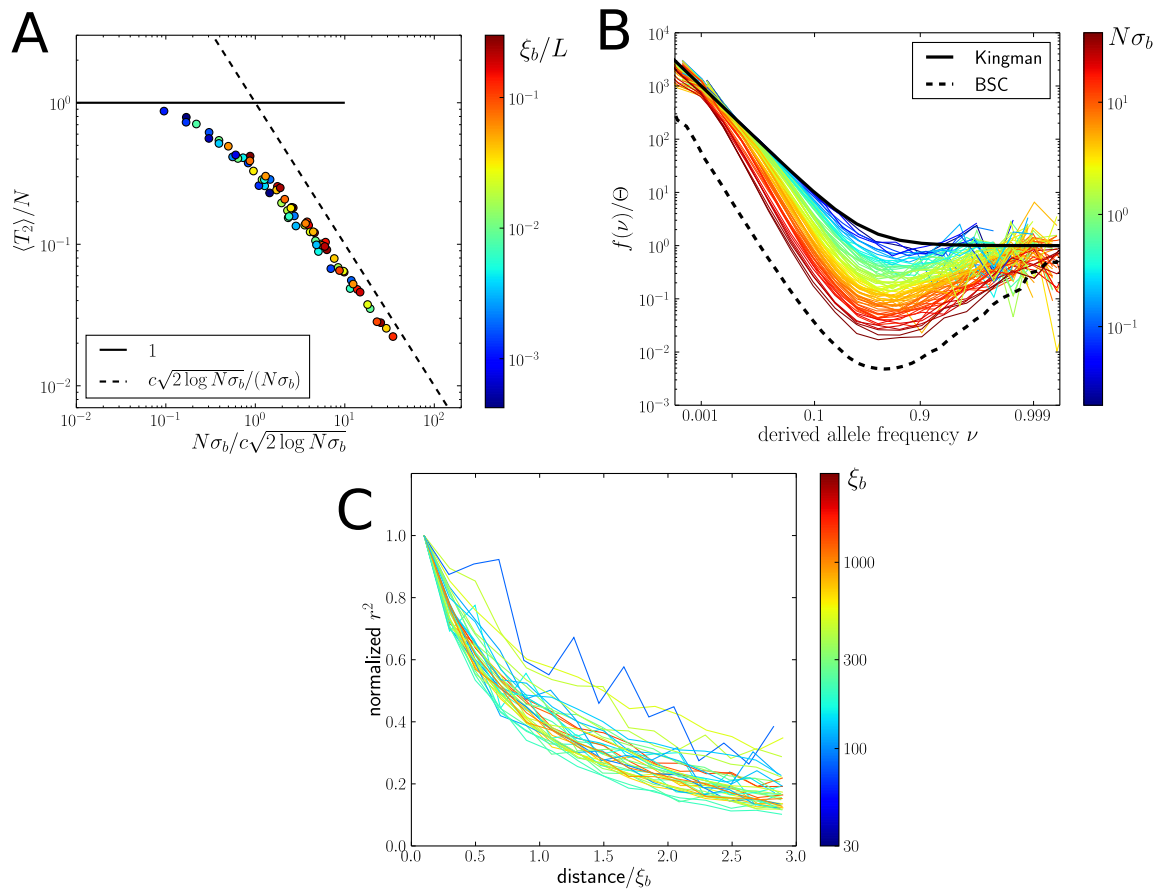 A
ξ_b/L
10^0
10^{-1}
10^{-2}
⟨T_2⟩/N
1
c√(2 log Nσ_b)/(Nσ_b)
10^{-2} 10^{-1} 10^0 10^1 10^2
Nσ_b/c√(2 log Nσ_b)
10^{-1}
10^{-2}
10^{-3}
B
Nσ_b
Kingman
BSC
10^4
10^3
10^2
10^1
10^0
10^{-1}
10^{-2}
10^{-3}
f(ν)/Θ
0.001 0.1 0.9 0.999
derived allele frequency ν
10^1
10^0
10^{-1}
C
ξ_b
1.0
0.8
0.6
0.4
0.2
0.0
normalized r^2
0.0 0.5 1.0 1.5 2.0 2.5 3.0
distance/ξ_b
1000
300
100
30